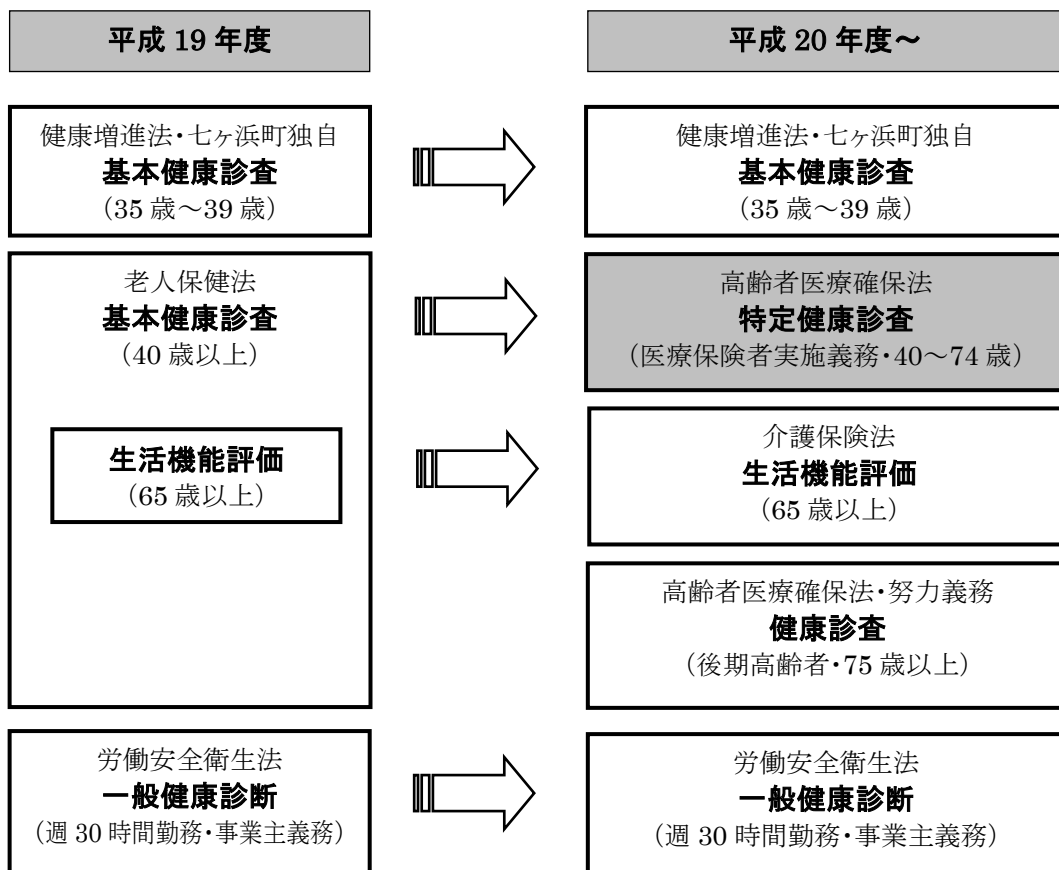 平成 19 年度
平成 20 年度～
健康増進法・七ヶ浜町独自
基本健康診査
（35 歳～39 歳）
健康増進法・七ヶ浜町独自
基本健康診査
（35 歳～39 歳）
老人保健法
基本健康診査
（40 歳以上）
高齢者医療確保法
特定健康診査
（医療保険者実施義務・40～74 歳）
生活機能評価
（65 歳以上）
介護保険法
生活機能評価
（65 歳以上）
高齢者医療確保法・努力義務
健康診査
（後期高齢者・75 歳以上）
労働安全衛生法
一般健康診断
（週 30 時間勤務・事業主義務）
労働安全衛生法
一般健康診断
（週 30 時間勤務・事業主義務）